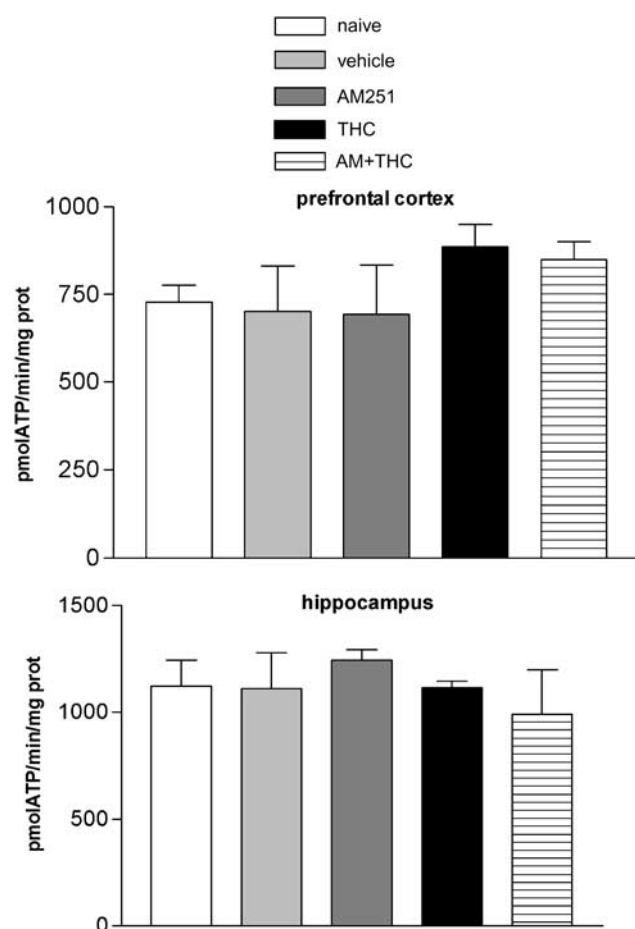 naive
vehicle
AM251
THC
AM+THC
prefrontal cortex
1000
750
500
250
0
pmolATP/min/mg prot
hippocampus
1500
1000
500
0
pmolATP/min/mg prot